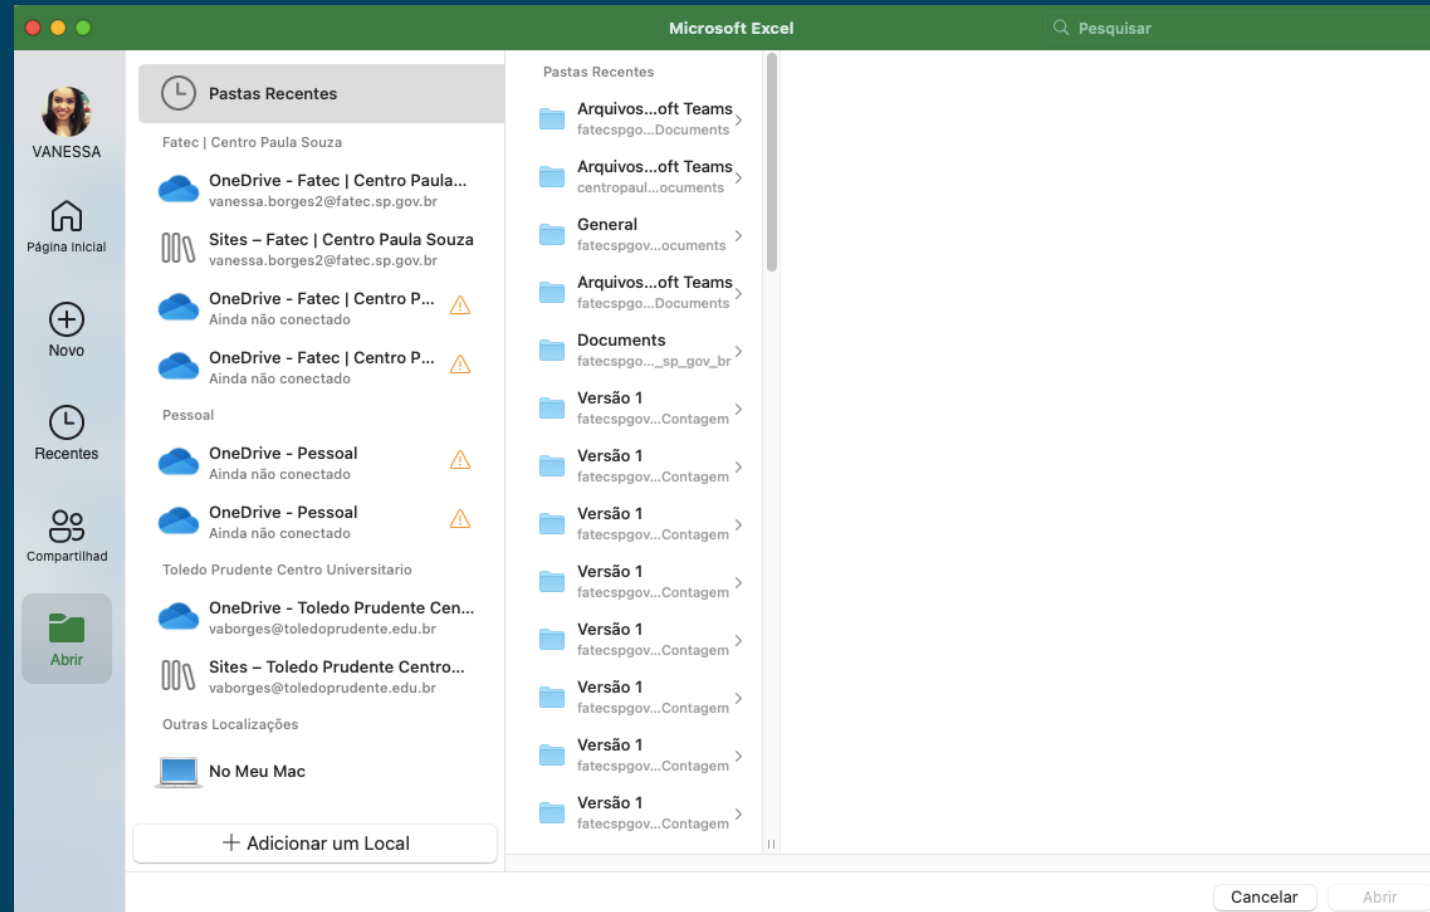 Microsoft Excel
Pesquisar
VANESSA
Página Inicial
Novo
Recentes
Compartilhad
Abrir
Pastas Recentes
Fatec | Centro Paula Souza
OneDrive - Fatec | Centro Paula...
vanessa.borges2@fatec.sp.gov.br
Sites – Fatec | Centro Paula Souza
vanessa.borges2@fatec.sp.gov.br
OneDrive - Fatec | Centro P...
Ainda não conectado
OneDrive - Fatec | Centro P...
Ainda não conectado
Pessoal
OneDrive - Pessoal
Ainda não conectado
OneDrive - Pessoal
Ainda não conectado
Toledo Prudente Centro Universitario
OneDrive - Toledo Prudente Cen...
vaborges@toledoprudente.edu.br
Sites – Toledo Prudente Centro...
vaborges@toledoprudente.edu.br
Outras Localizações
No Meu Mac
+ Adicionar um Local
Pastas Recentes
Arquivos...oft Teams
fatecspgo...Documents
Arquivos...oft Teams
centropaul...ocuments
General
fatecspgov...ocuments
Arquivos...oft Teams
fatecspgo...Documents
Documents
fatecspgo..._sp_gov_br
Versão 1
fatecspgov...Contagem
Versão 1
fatecspgov...Contagem
Versão 1
fatecspgov...Contagem
Versão 1
fatecspgov...Contagem
Versão 1
fatecspgov...Contagem
Versão 1
fatecspgov...Contagem
Versão 1
fatecspgov...Contagem
Versão 1
fatecspgov...Contagem
Cancelar
Abrir